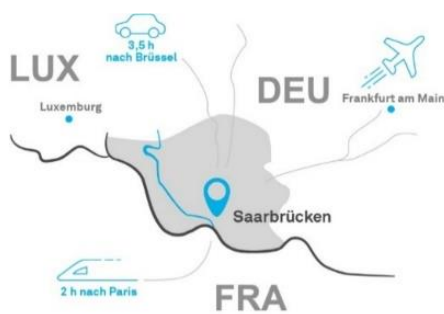 3,5 h
nach Brüssel
LUX
DEU
Luxemburg
Frankfurt am Main
Saarbrücken
2 h nach Paris
FRA